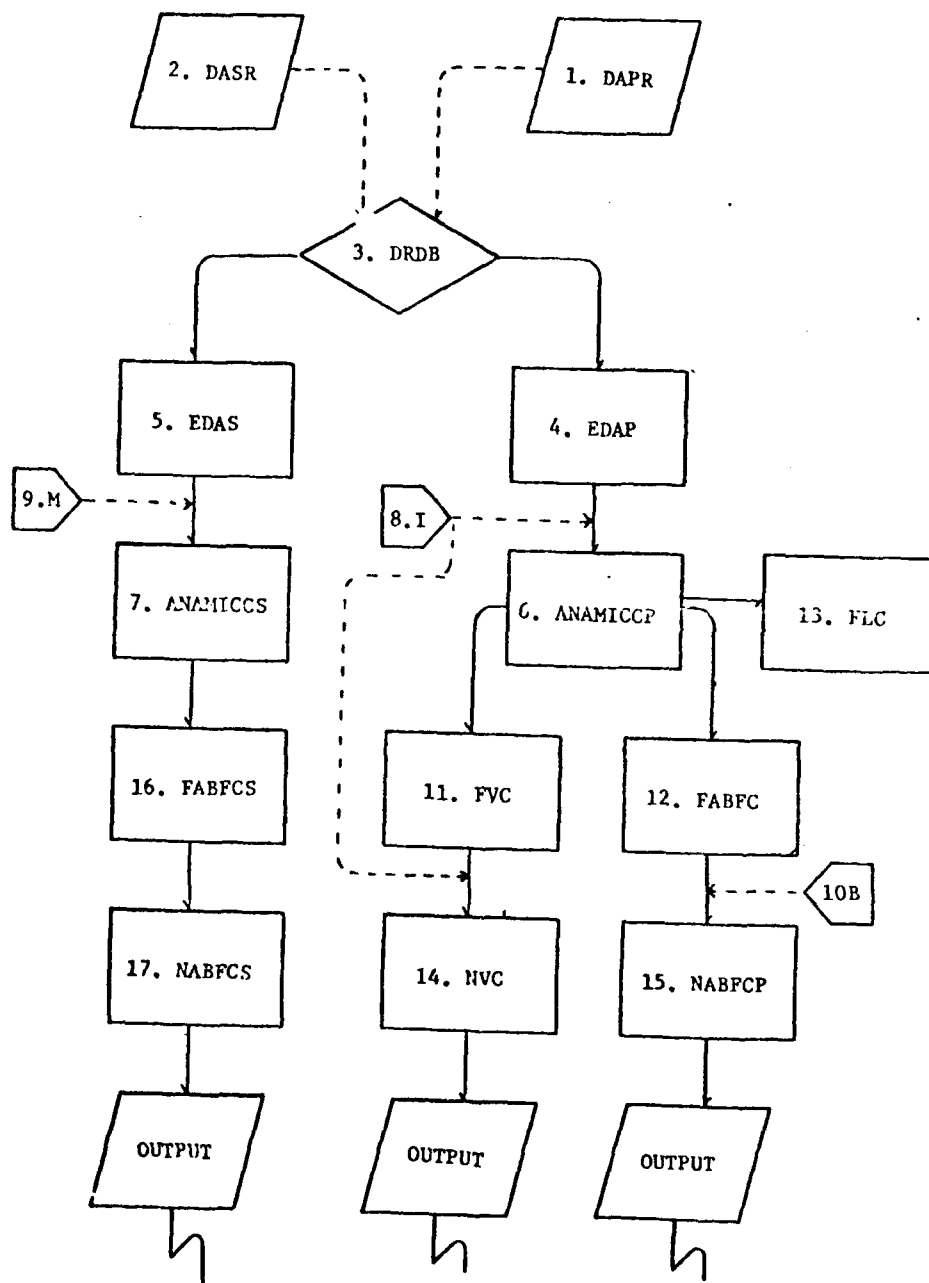 2. DASR
1. DAPR
3. DRDB
5. EDAS
4. EDAP
9.M
8.I
7. ANAMICCS
6. ANAMICCP
13. FLC
16. FABFCS
11. FVC
12. FABFC
10B
17. NABFCS
14. NVC
15. NABFCP
OUTPUT
OUTPUT
OUTPUT